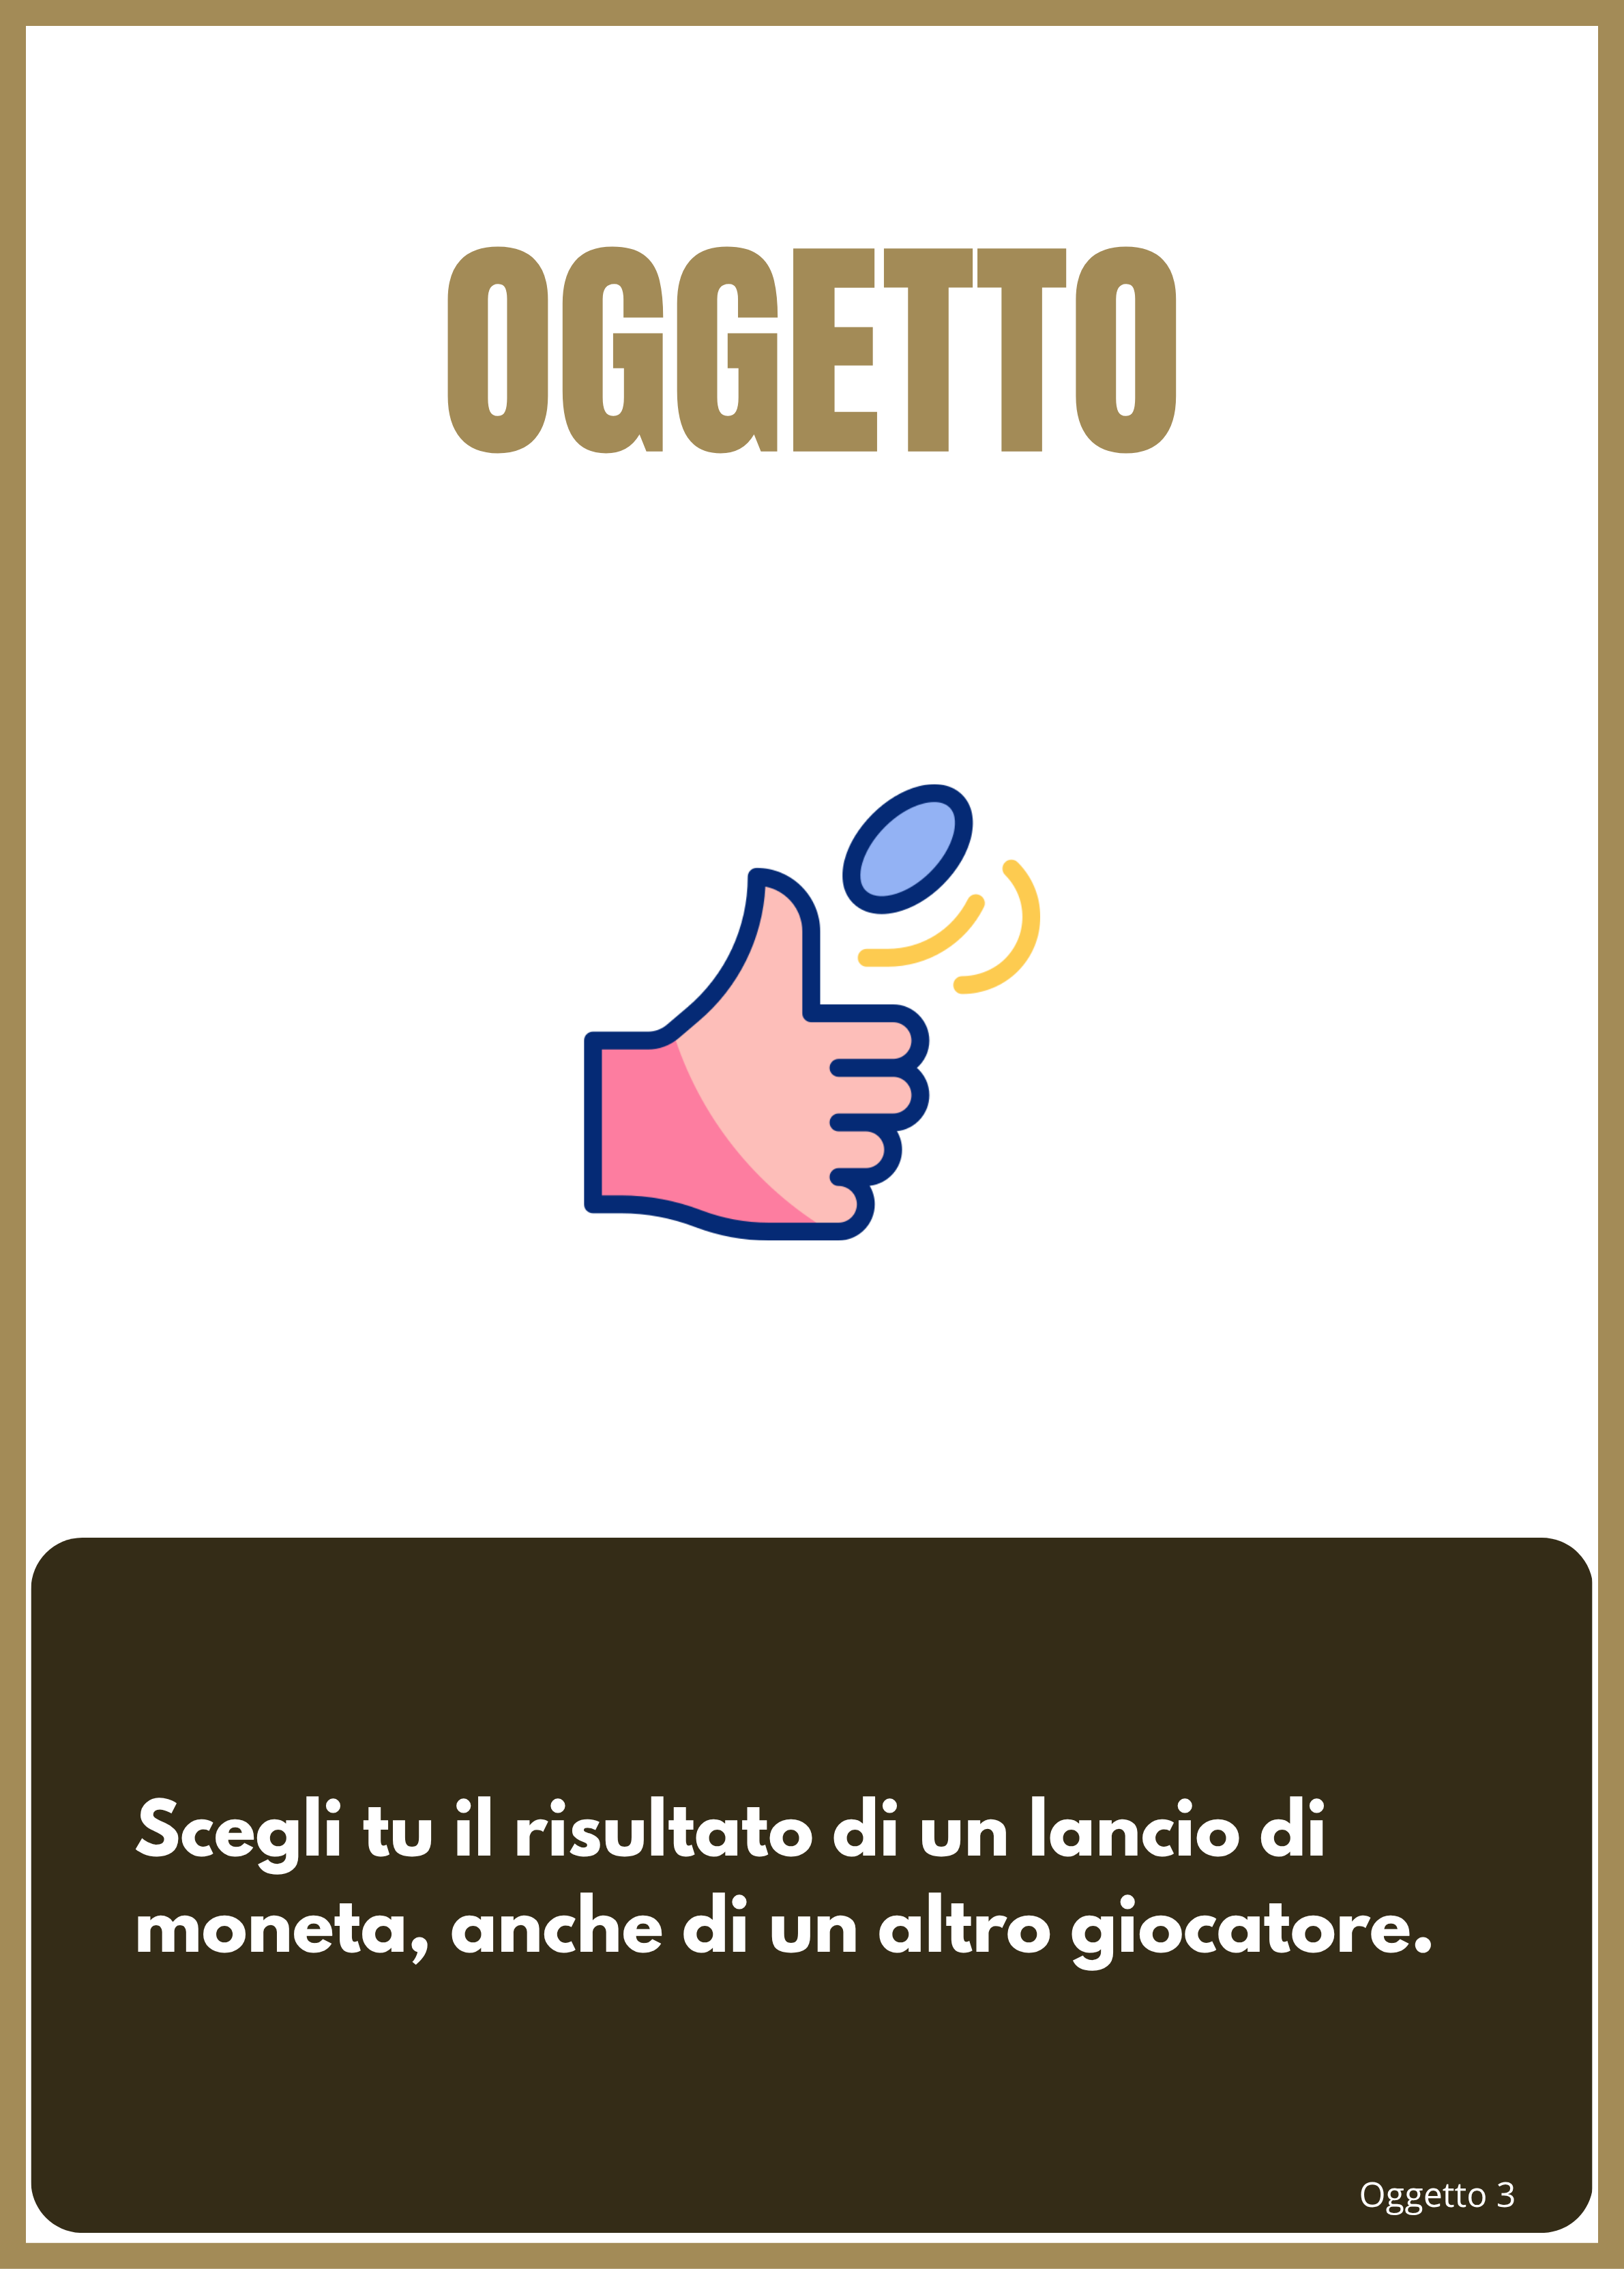 OGGETTO
Scegli tu il risultato di un lancio di
moneta, anche di un altro giocatore.
Oggetto 3